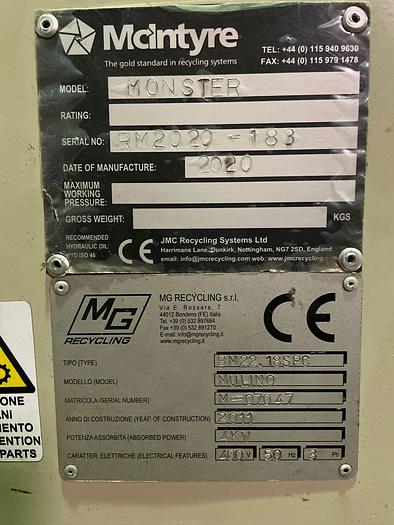 McIntyre
The gold standard in recycling systems
TEL: +44 (0) 115 940 9630
FAX: +44 (0) 115 979 1478
MODEL: MONSTER
RATING:
SERIAL NO: RM2020-183
DATE OF MANUFACTURE: 2020
MAXIMUM
WORKING
PRESSURE:
GROSS WEIGHT: KGS
RECOMMENDED
HYDRAULIC OIL:
HYD ISO 46
CE
JMC Recycling Systems Ltd
Harrimans Lane, Dunkirk, Nottingham, NG7 2SD, England
email: info@jmcrecycling.com web: www.jmcrecycling.
MG
RECYCLING
MG RECYCLING s.r.l.
Via E. Rossare, 7
44012 Bondeno (FE) Italia
Tel. +39 (0) 532 897664
Fax +39 (0) 532 891270
E-mail: info@mgrecycling.it
www.mgrecycling.it
CE
TIPO (TYPE) RM22.18SPC
MODELLO (MODEL) MULINO
MATRICOLA (SERIAL NUMBER) M-07047
ANNO DI COSTRUZIONE (YEAR OF CONSTRUCTION) 2011
POTENZA ASSORBITA (ABSORBED POWER) 4KW
CARATTER. ELETTRICHE (ELECTRICAL FEATURES) 400 V 50 Hz 3 Ph
ONE
ANI
MENTO
ENTION
PARTS